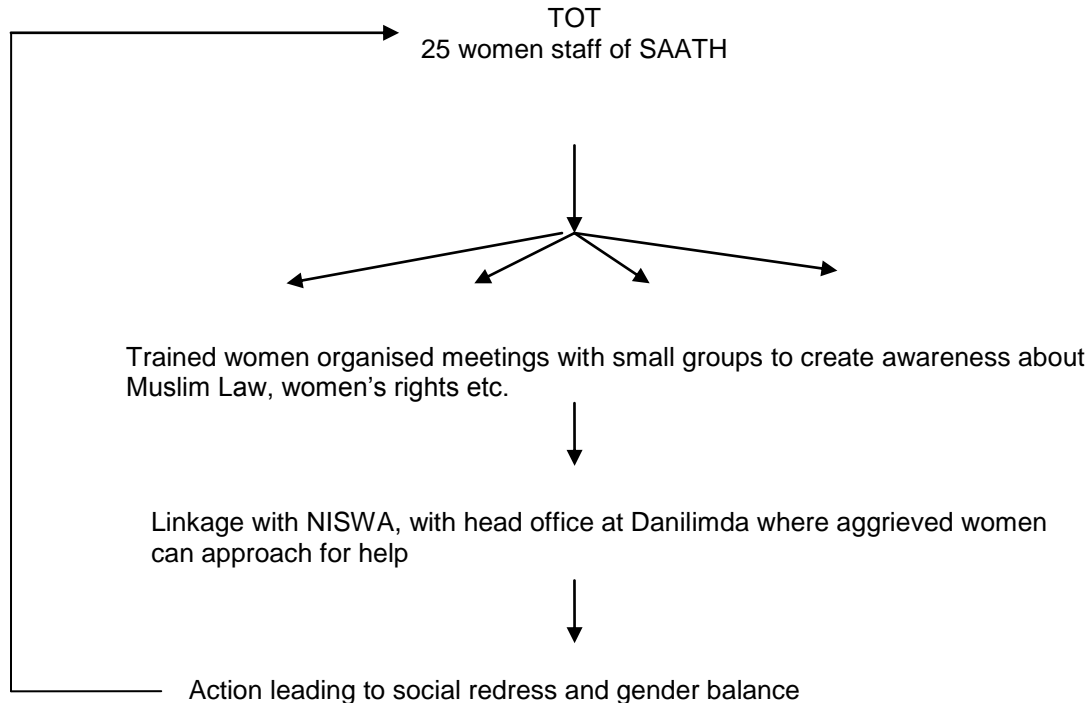 TOT
25 women staff of SAATH
Trained women organised meetings with small groups to create awareness about
Muslim Law, women’s rights etc.
Linkage with NISWA, with head office at Danilimda where aggrieved women
can approach for help
Action leading to social redress and gender balance